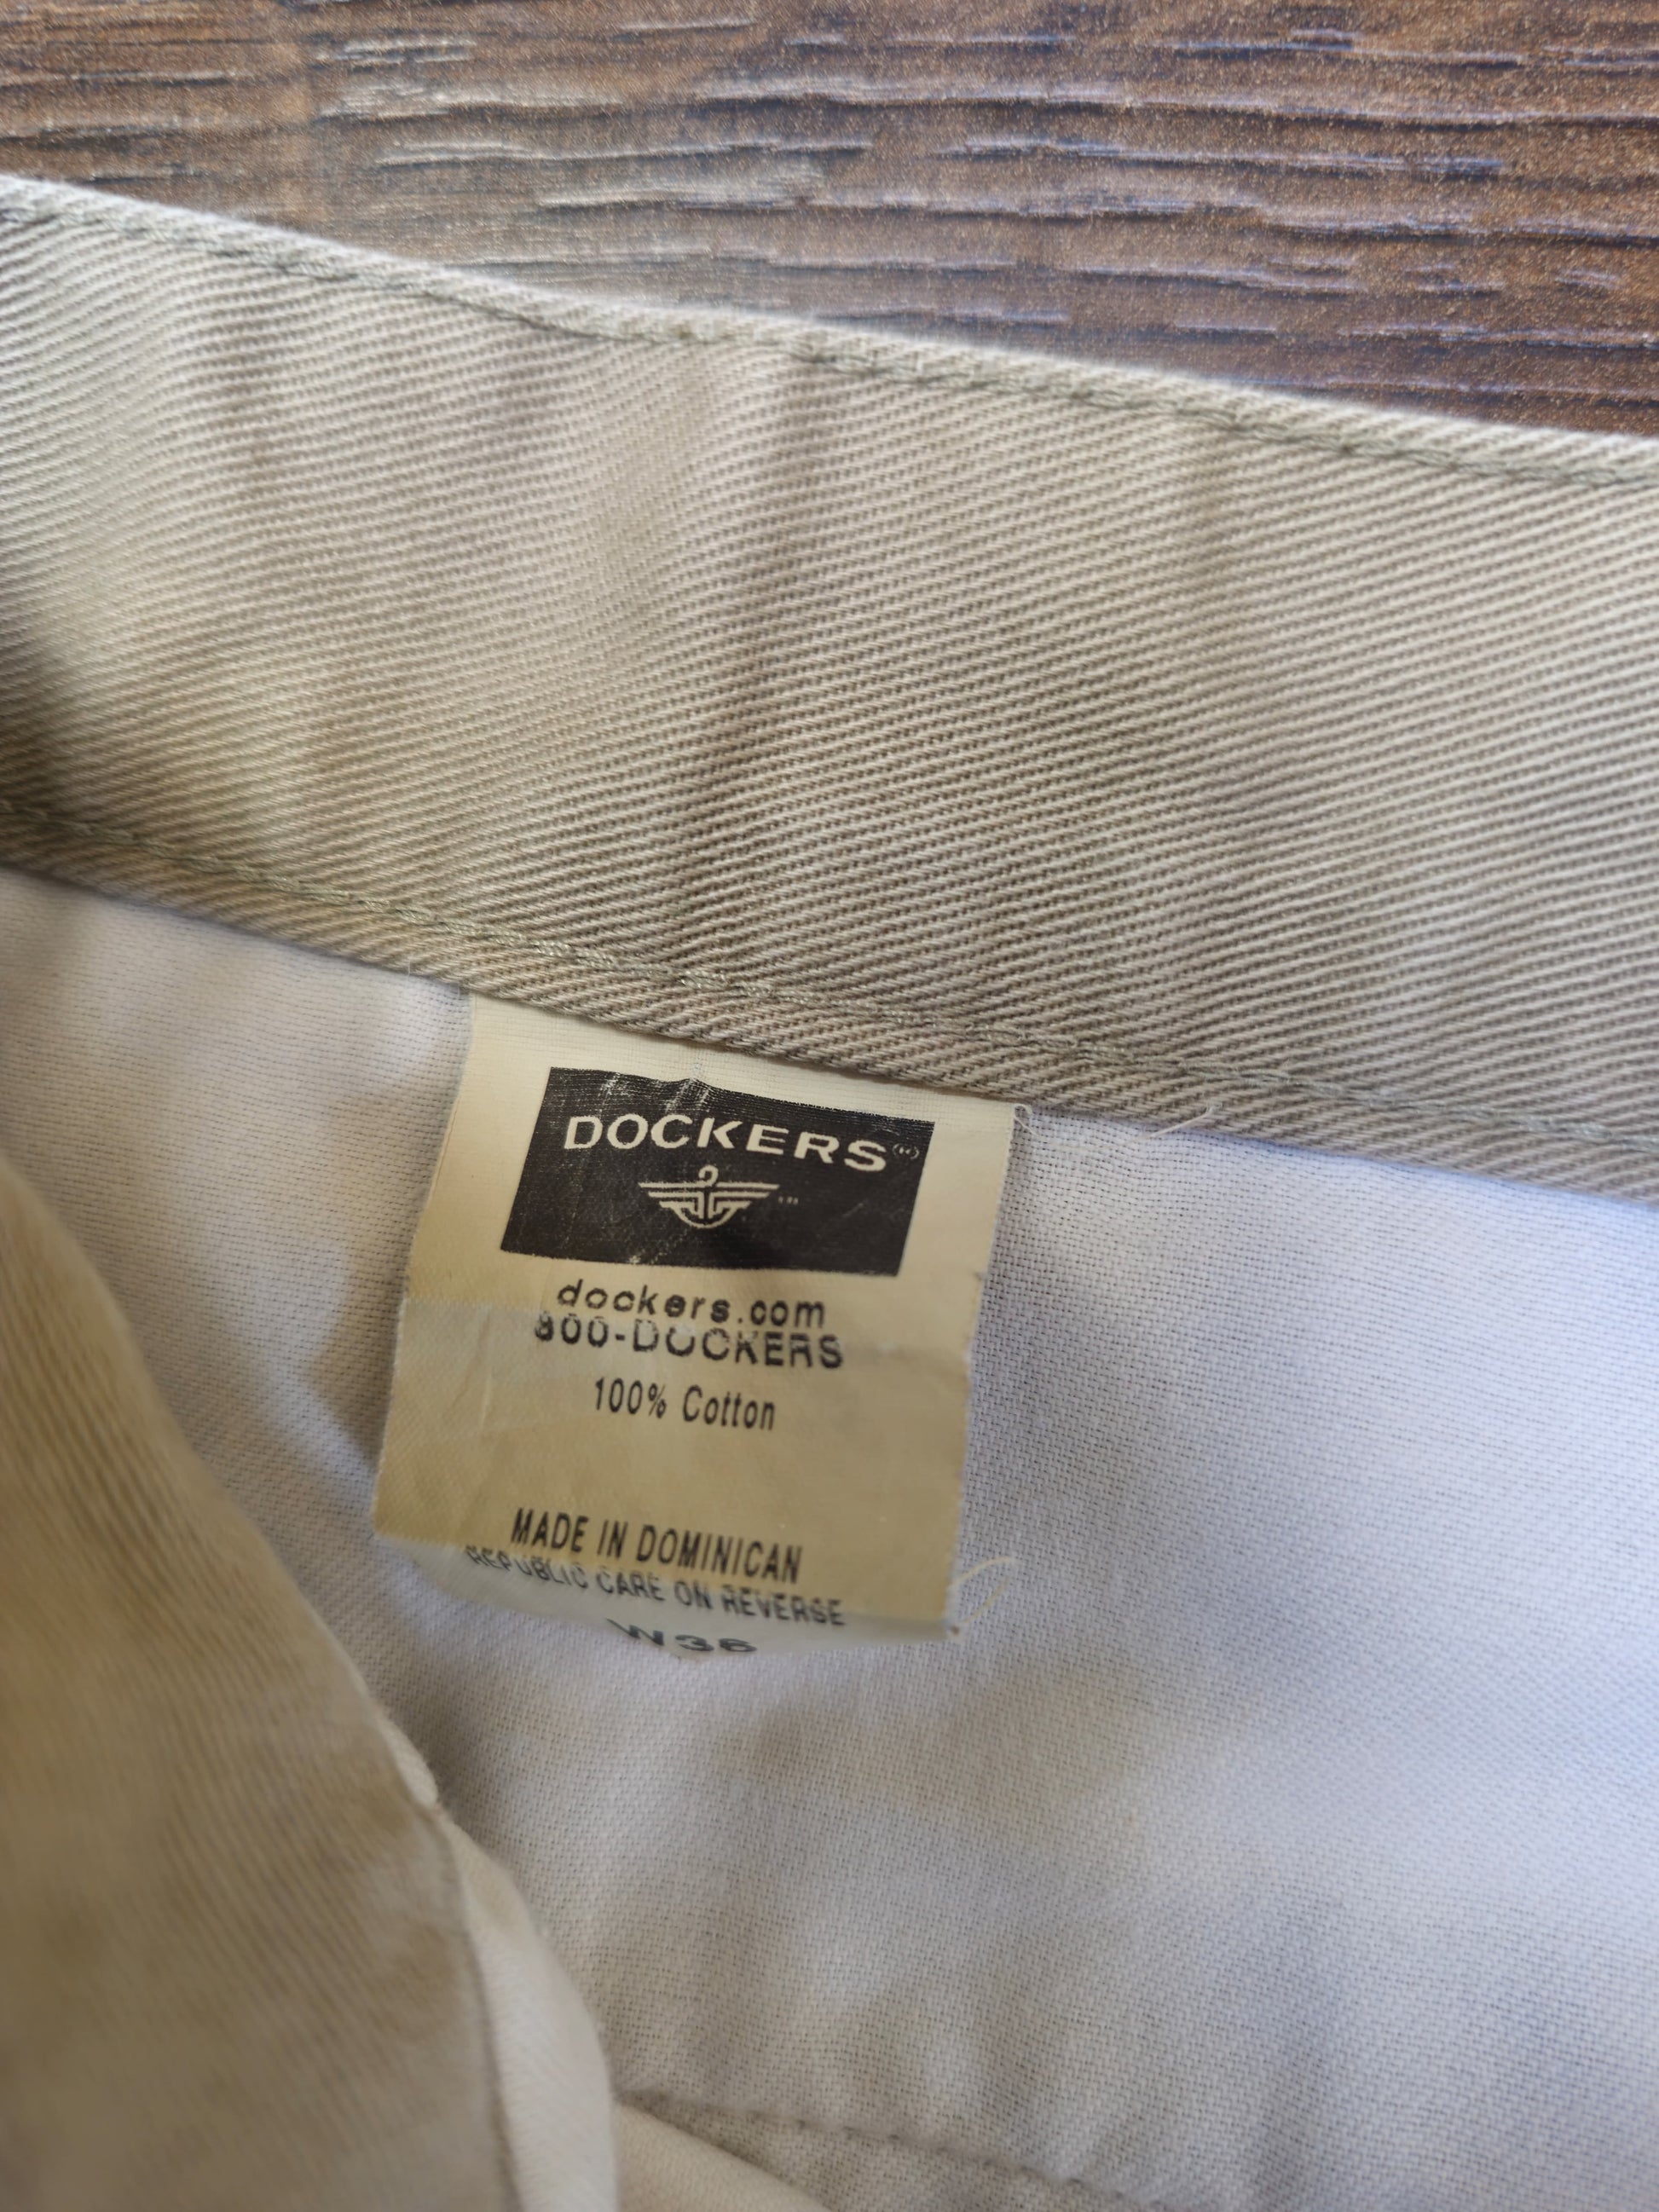 DOCKERS
dockers.com
800-DOCKERS
100% Cotton
MADE IN DOMINICAN
REPUBLIC CARE ON REVERSE
W36